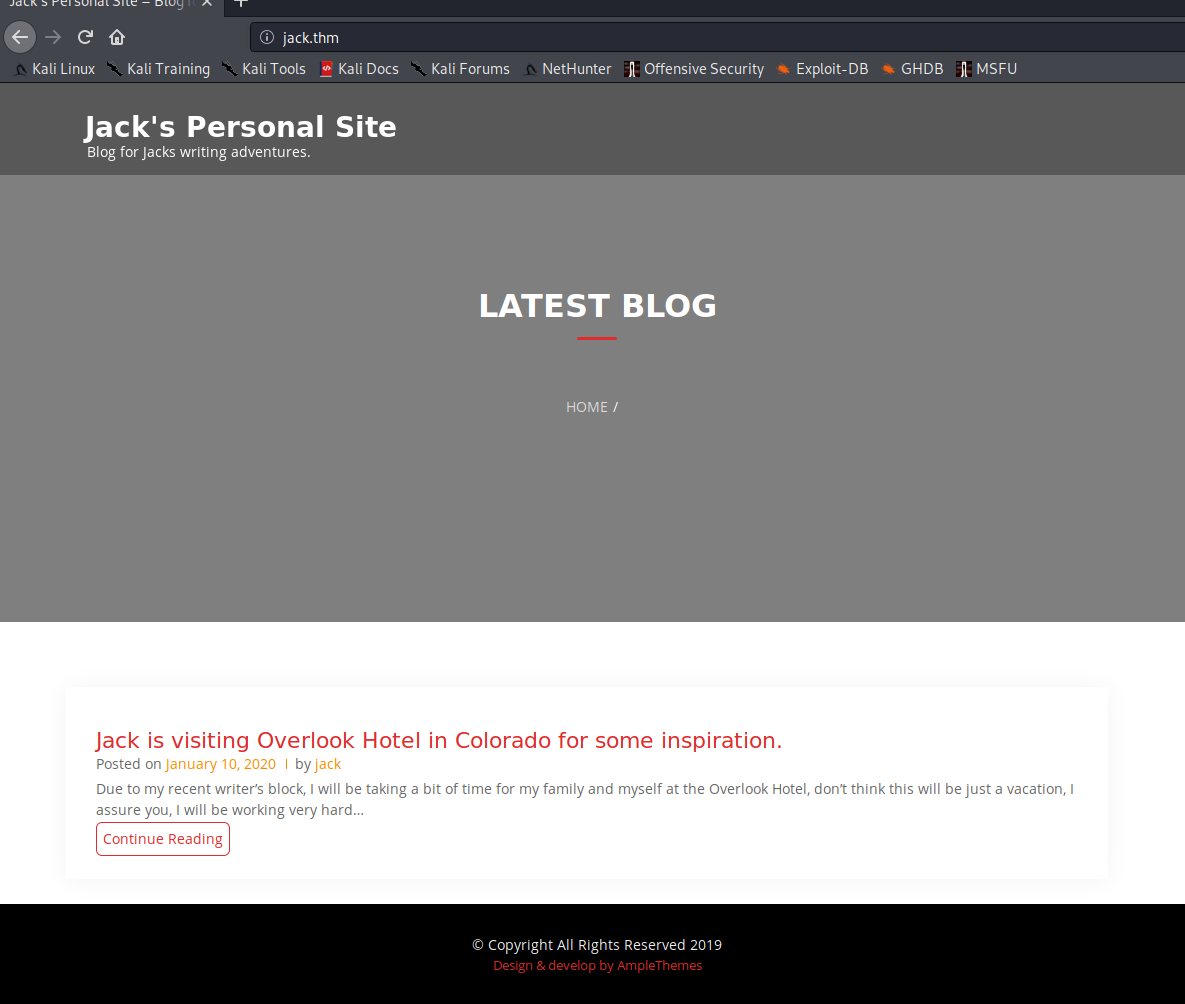 Jack's Personal Site – Blog
jack.thm
Kali Linux Kali Training Kali Tools Kali Docs Kali Forums NetHunter Offensive Security Exploit-DB GHDB MSFU
Jack's Personal Site
Blog for Jacks writing adventures.
LATEST BLOG
HOME /
Jack is visiting Overlook Hotel in Colorado for some inspiration.
Posted on January 10, 2020 | by jack
Due to my recent writer’s block, I will be taking a bit of time for my family and myself at the Overlook Hotel, don’t think this will be just a vacation, I
assure you, I will be working very hard…
Continue Reading
© Copyright All Rights Reserved 2019
Design & develop by AmpleThemes